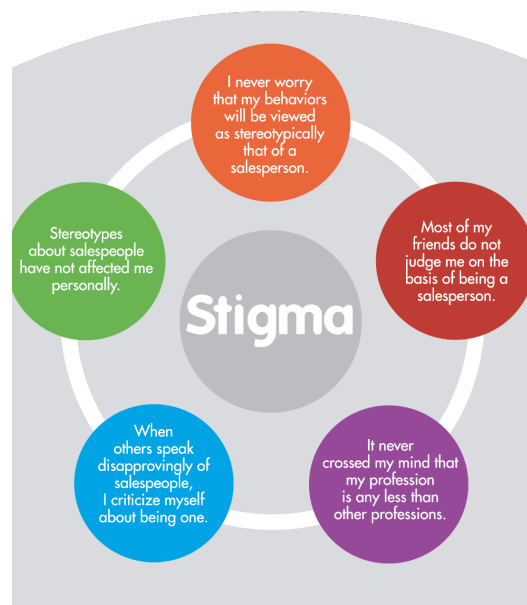 I never worry
that my behaviors
will be viewed
as stereotypically
that of a
salesperson.
Stereotypes
about salespeople
have not affected me
personally.
Most of my
friends do not
judge me on the
basis of being a
salesperson.
Stigma
When
others speak
disapprovingly of
salespeople,
I criticize myself
about being one.
It never
crossed my mind that
my profession
is any less than
other professions.